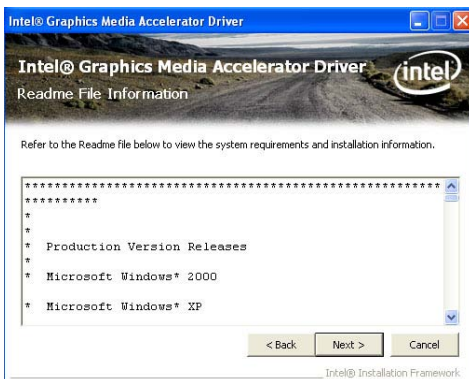 Intel® Graphics Media Accelerator Driver
Intel® Graphics Media Accelerator Driver
intel
Readme File Information
Refer to the Readme file below to view the system requirements and installation information.
********************************************************
**********
*
*
* Production Version Releases
*
* Microsoft Windows* 2000
* Microsoft Windows* XP
< Back
Next >
Cancel
Intel® Installation Framework